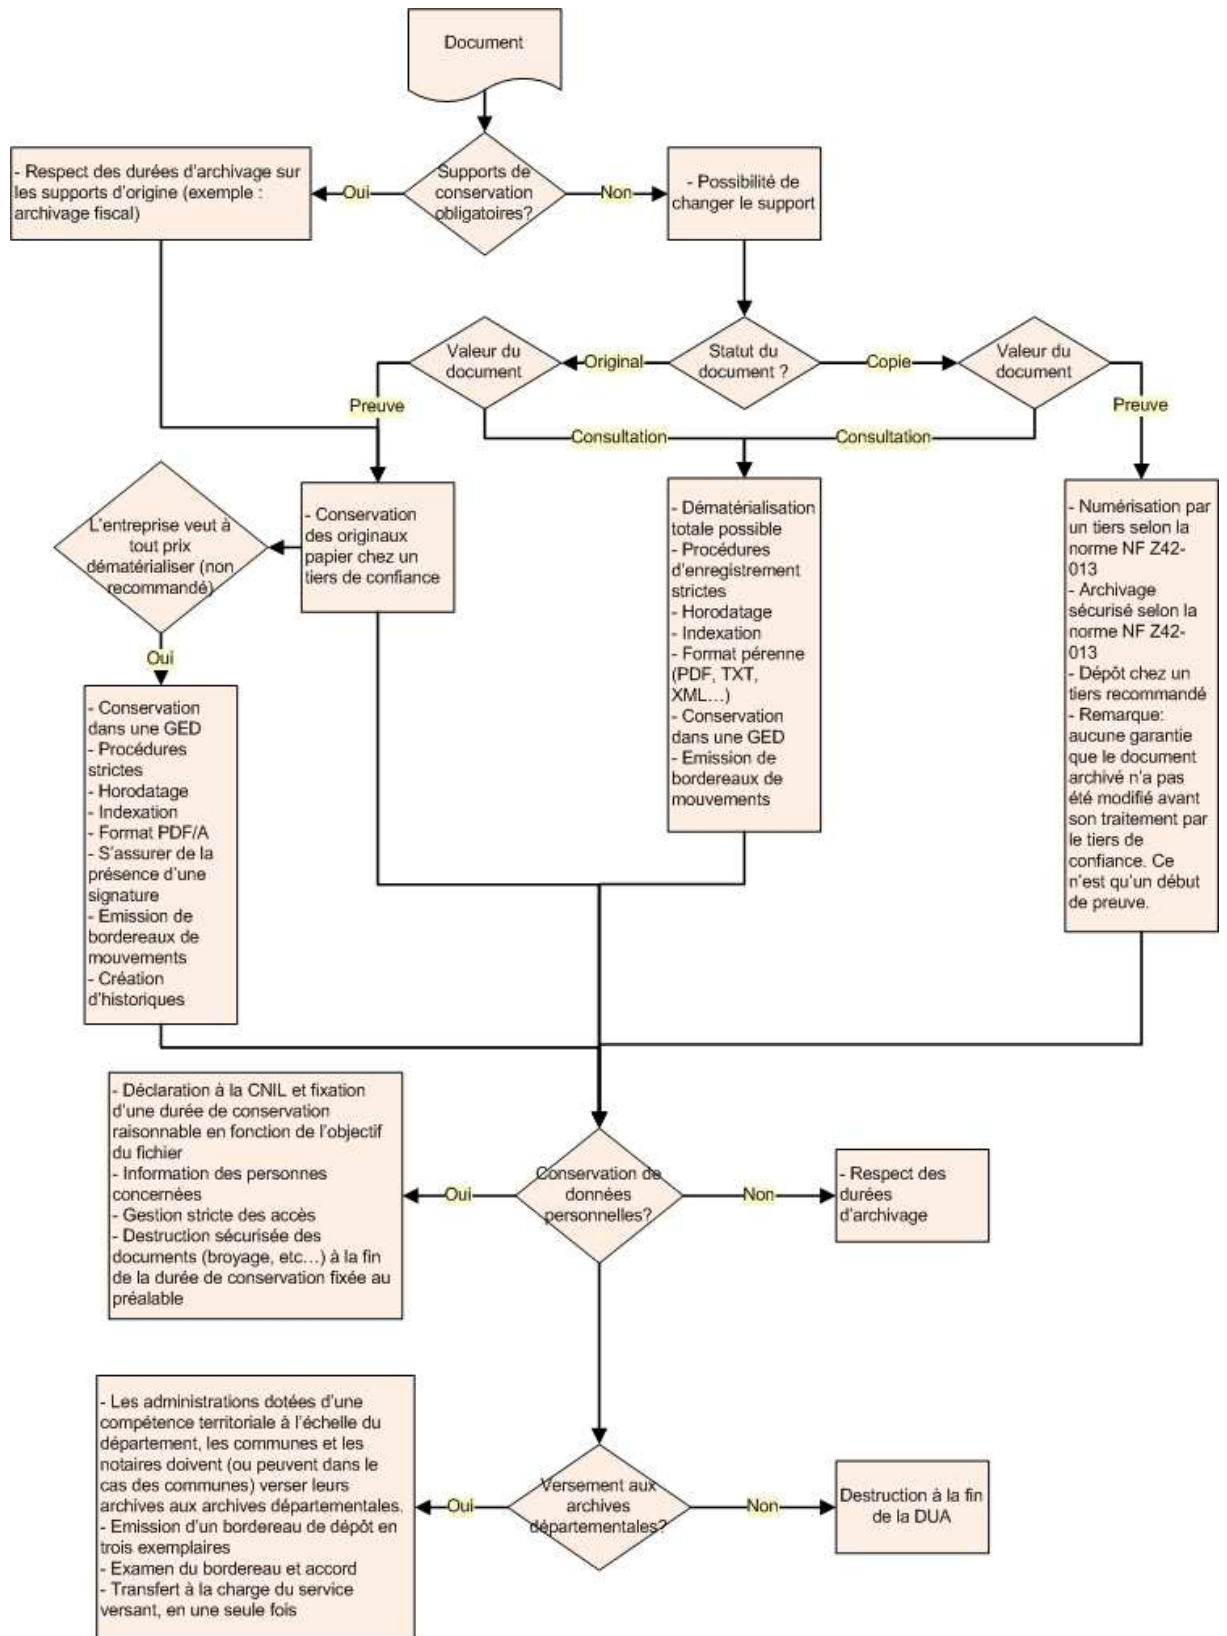 Document
Supports de
conservation
obligatoires?
Oui
Non
- Respect des durées d'archivage sur
les supports d'origine (exemple :
archivage fiscal)
- Possibilité de
changer le support
Valeur du
document
Original
Statut du
document ?
Copie
Valeur du
document
Preuve
Preuve
Consultation
Consultation
L'entreprise veut à
tout prix
dématérialiser (non
recommandé)
- Conservation
des originaux
papier chez un
tiers de confiance
- Dématérialisation
totale possible
- Procédures
d'enregistrement
strictes
- Horodatage
- Indexation
- Format pérenne
(PDF, TXT,
XML…)
- Conservation
dans une GED
- Emission de
bordereaux de
mouvements
- Numérisation par
un tiers selon la
norme NF Z42-
013
- Archivage
sécurisé selon la
norme NF Z42-
013
- Dépôt chez un
tiers recommandé
- Remarque:
aucune garantie
que le document
archivé n'a pas
été modifié avant
son traitement par
le tiers de
confiance. Ce
n'est qu'un début
de preuve.
Oui
- Conservation
dans une GED
- Procédures
strictes
- Horodatage
- Indexation
- Format PDF/A
- S'assurer de la
présence d'une
signature
- Emission de
bordereaux de
mouvements
- Création
d'historiques
- Déclaration à la CNIL et fixation
d'une durée de conservation
raisonnable en fonction de l'objectif
du fichier
- Information des personnes
concernées
- Gestion stricte des accès
- Destruction sécurisée des
documents (broyage, etc…) à la fin
de la durée de conservation fixée au
préalable
Oui
Conservation de
données
personnelles?
Non
- Respect des
durées
d'archivage
- Les administrations dotées d'une
compétence territoriale à l'échelle du
département, les communes et les
notaires doivent (ou peuvent dans le
cas des communes) verser leurs
archives aux archives départementales.
- Emission d'un bordereau de dépôt en
trois exemplaires
- Examen du bordereau et accord
- Transfert à la charge du service
versant, en une seule fois
Oui
Versement aux
archives
départementales?
Non
Destruction à la fin
de la DUA